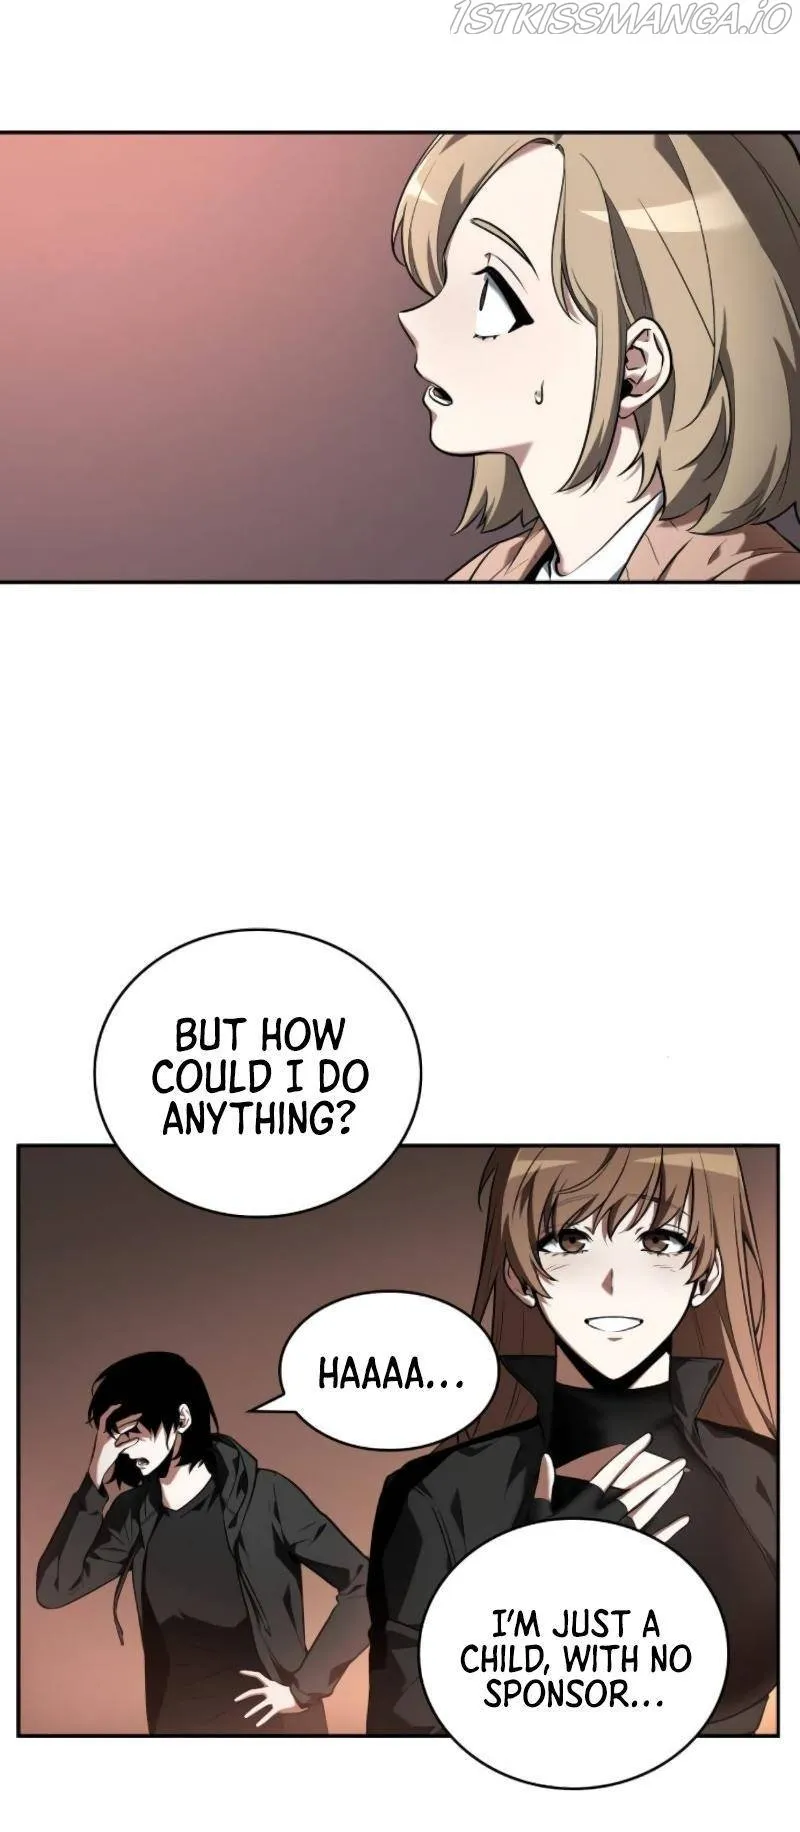 1STKISSMANGA.IO
BUT HOW
COULD I DO
ANYTHING?
HAAAA...
I'M JUST A
CHILD, WITH NO
SPONSOR...